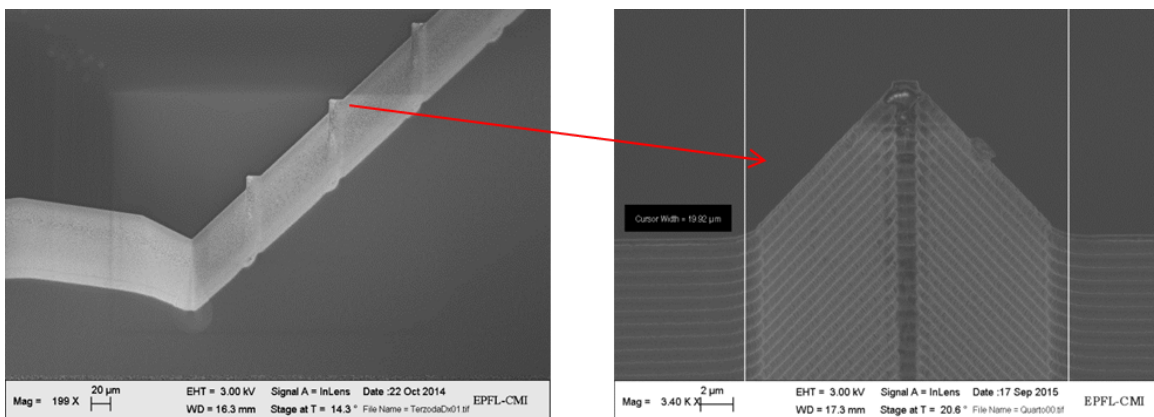 Cursor Width = 19.92 µm
20 µm
Mag = 199 X
EHT = 3.00 kV Signal A = InLens Date :22 Oct 2014
WD = 16.3 mm Stage at T = 14.3 ° File Name = TerzodaDx01.tif
EPFL-CMI
2 µm
Mag = 3.40 K X
EHT = 3.00 kV Signal A = InLens Date :17 Sep 2015
WD = 17.3 mm Stage at T = 20.6 ° File Name = Quarto00.tif
EPFL-CMI